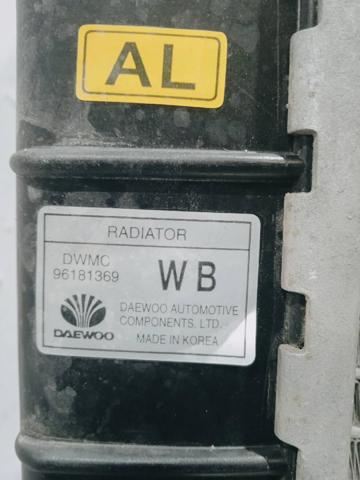 AL
RADIATOR
DWMC
96181369
WB
DAEWOO AUTOMOTIVE
COMPONENTS. LTD.
DAEWOO
MADE IN KOREA